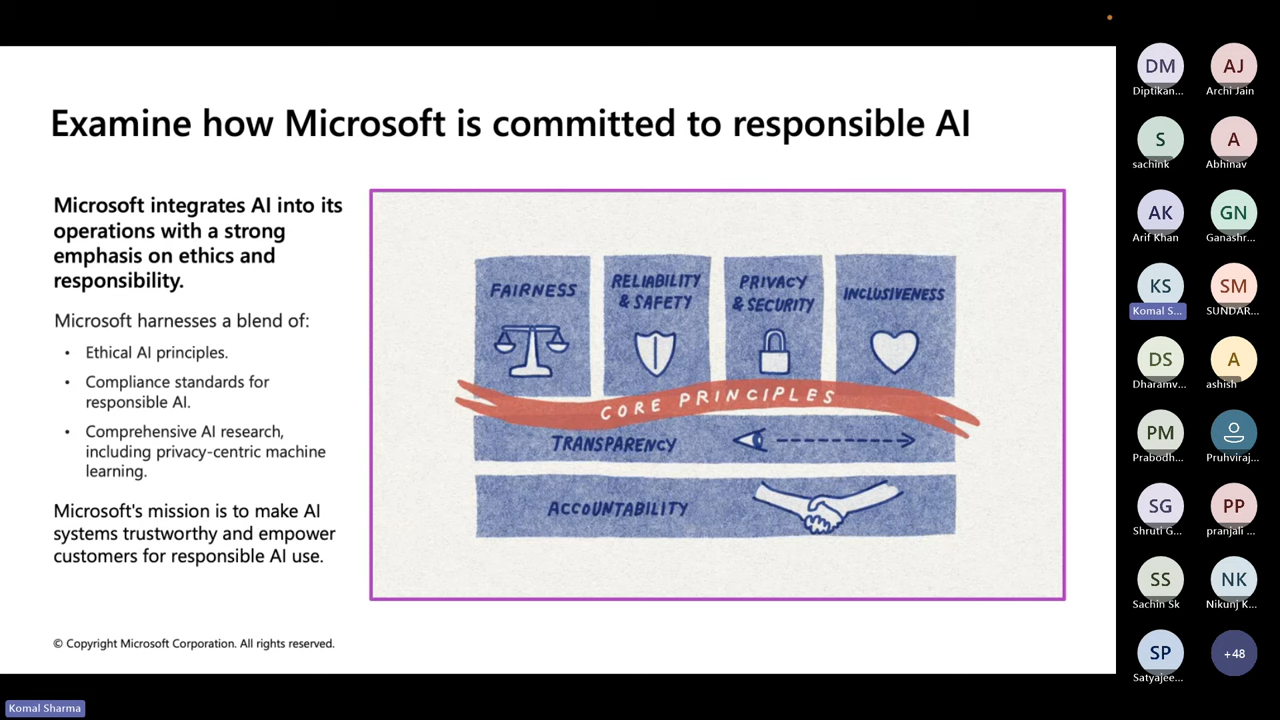 Examine how Microsoft is committed to responsible AI
Microsoft integrates AI into its
operations with a strong
emphasis on ethics and
responsibility.
Microsoft harnesses a blend of:
• Ethical AI principles.
• Compliance standards for
responsible AI.
• Comprehensive AI research,
including privacy-centric machine
learning.
Microsoft's mission is to make AI
systems trustworthy and empower
customers for responsible AI use.
© Copyright Microsoft Corporation. All rights reserved.
FAIRNESS
RELIABILITY
& SAFETY
PRIVACY
& SECURITY
INCLUSIVENESS
CORE PRINCIPLES
TRANSPARENCY
ACCOUNTABILITY
DM
Diptikan...
AJ
Archi Jain
S
sachink
A
Abhinav
AK
Arif Khan
GN
Ganashr...
KS
Komal S...
SM
SUNDAR...
DS
Dharamv...
A
ashish
PM
Prabodh...
Pruhviraj...
SG
Shruti G...
PP
pranjali ...
SS
Sachin Sk
NK
Nikunj K...
SP
Satyajee...
+48
Komal Sharma